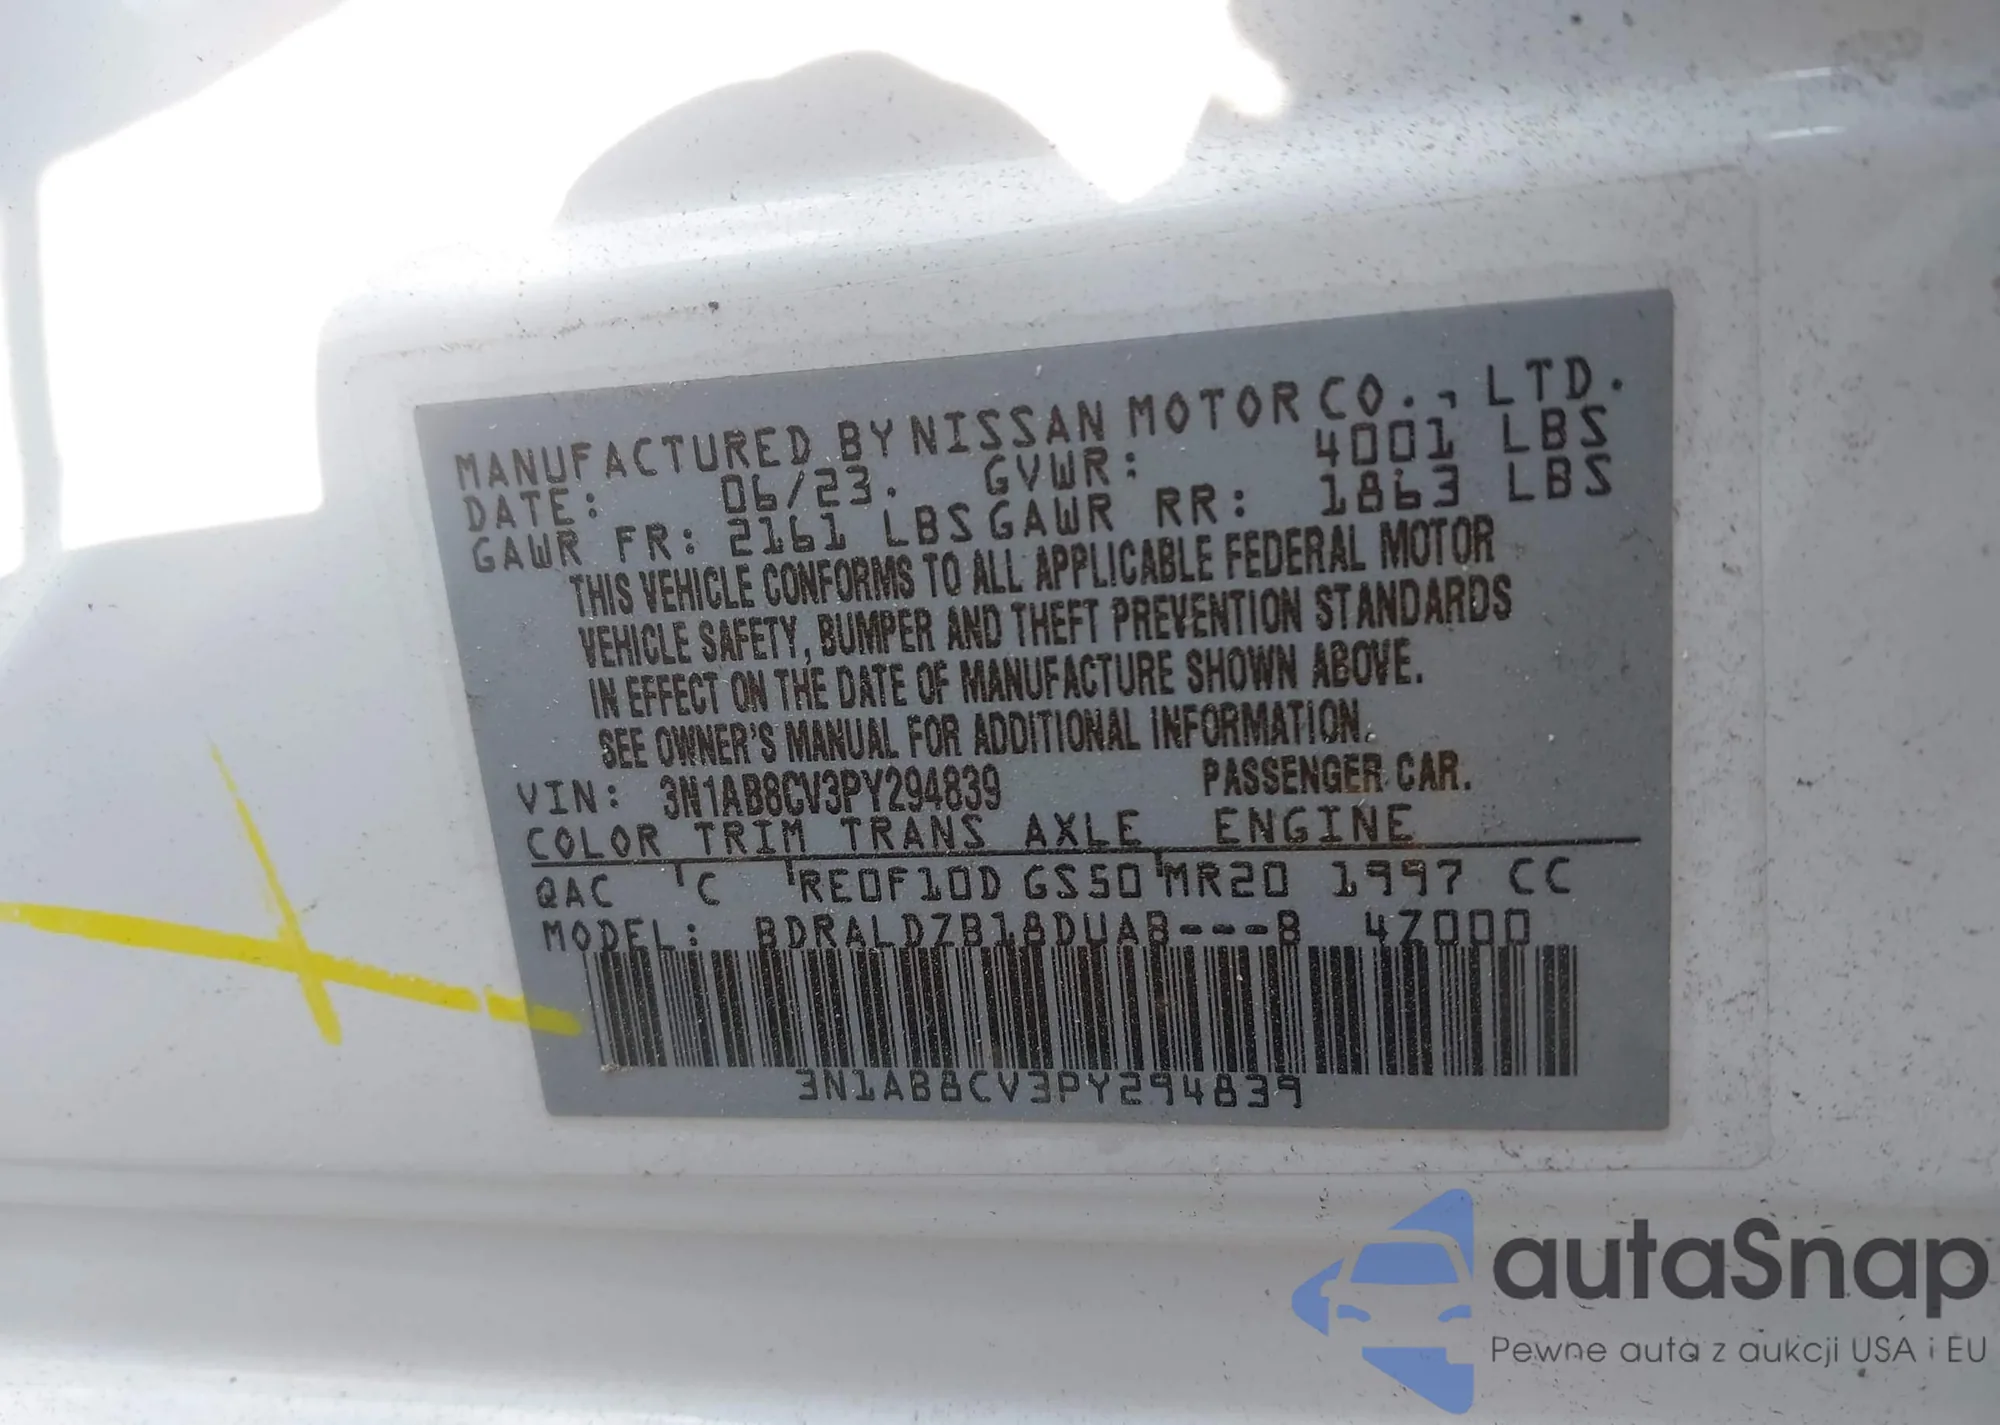 MANUFACTURED BY NISSAN MOTOR CO., LTD.
DATE: 06/23. GVWR: 4001 LBS
GAWR FR: 2161 LBS GAWR RR: 1863 LBS
THIS VEHICLE CONFORMS TO ALL APPLICABLE FEDERAL MOTOR
VEHICLE SAFETY, BUMPER AND THEFT PREVENTION STANDARDS
IN EFFECT ON THE DATE OF MANUFACTURE SHOWN ABOVE.
SEE OWNER'S MANUAL FOR ADDITIONAL INFORMATION.
VIN: 3N1AB8CV3PY294839 PASSENGER CAR.
COLOR TRIM TRANS AXLE ENGINE
QAC C RE0F10D GS50 MR20 1997 CC
MODEL: BDRALDZB18DUAB---B 4Z000
3N1AB8CV3PY294839
autaSnap
Pewne auta z aukcji USA i EU